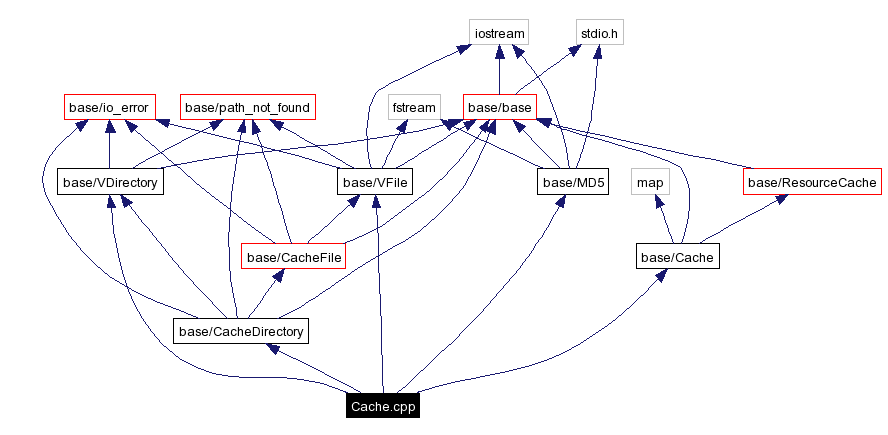 iostream
stdio.h
base/io_error
base/path_not_found
fstream
base/base
base/VDirectory
base/VFile
base/MD5
map
base/ResourceCache
base/CacheFile
base/Cache
base/CacheDirectory
Cache.cpp